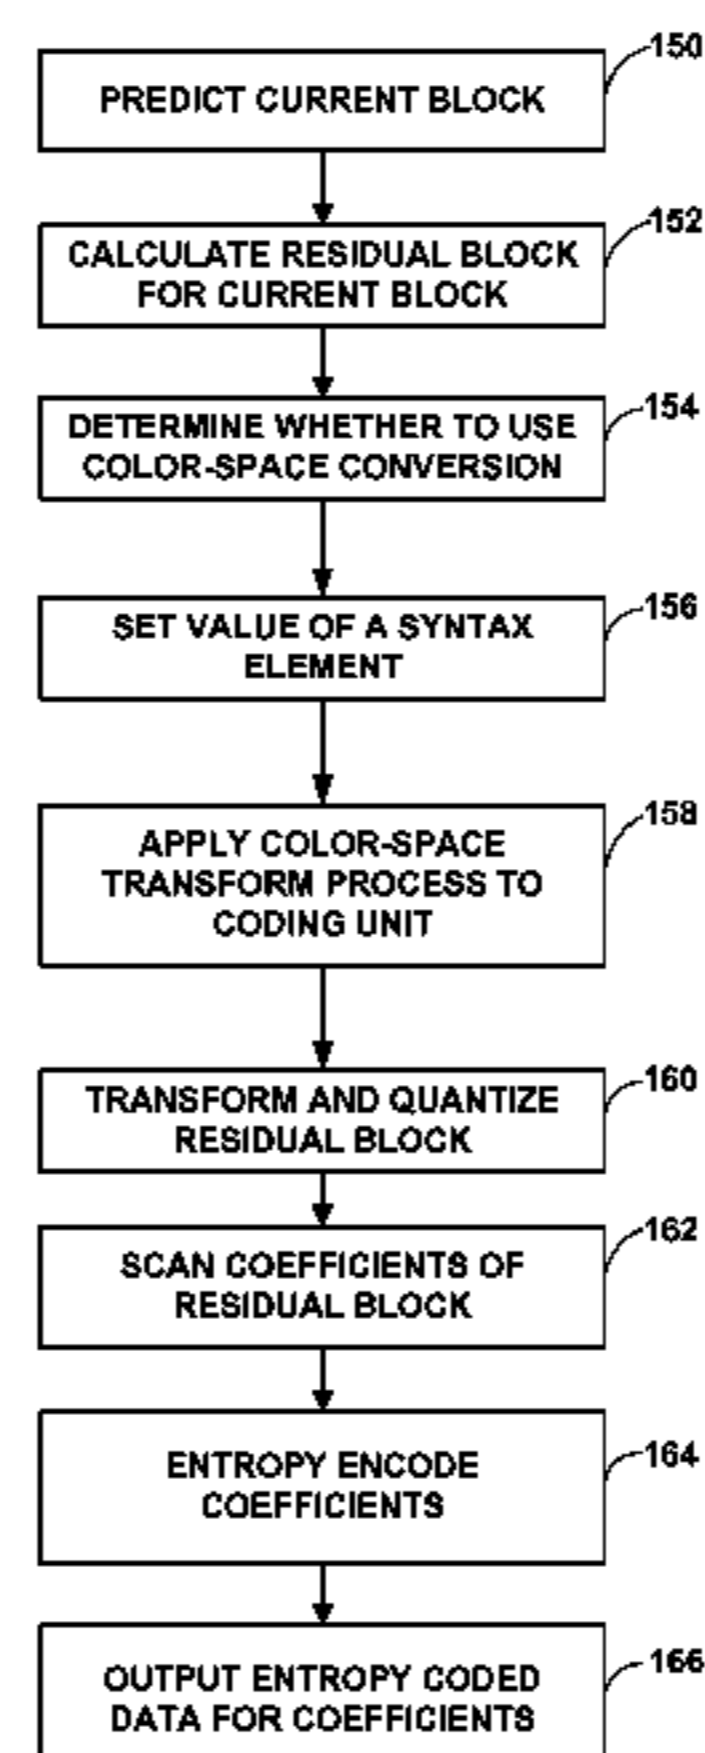 150
PREDICT CURRENT BLOCK
152
CALCULATE RESIDUAL BLOCK
FOR CURRENT BLOCK
154
DETERMINE WHETHER TO USE
COLOR-SPACE CONVERSION
156
SET VALUE OF A SYNTAX
ELEMENT
158
APPLY COLOR-SPACE
TRANSFORM PROCESS TO
CODING UNIT
160
TRANSFORM AND QUANTIZE
RESIDUAL BLOCK
162
SCAN COEFFICIENTS OF
RESIDUAL BLOCK
164
ENTROPY ENCODE
COEFFICIENTS
166
OUTPUT ENTROPY CODED
DATA FOR COEFFICIENTS